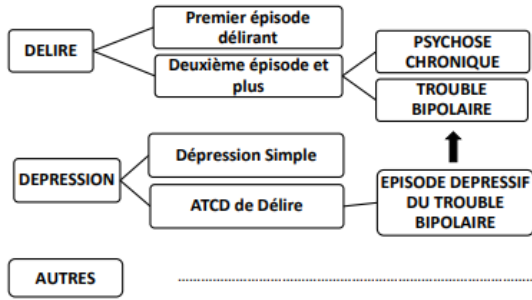 DELIRE
Premier épisode
délirant
Deuxième épisode et
plus
PSYCHOSE
CHRONIQUE
TROUBLE
BIPOLAIRE
DEPRESSION
Dépression Simple
ATCD de Délire
EPISODE DEPRESSIF
DU TROUBLE
BIPOLAIRE
AUTRES